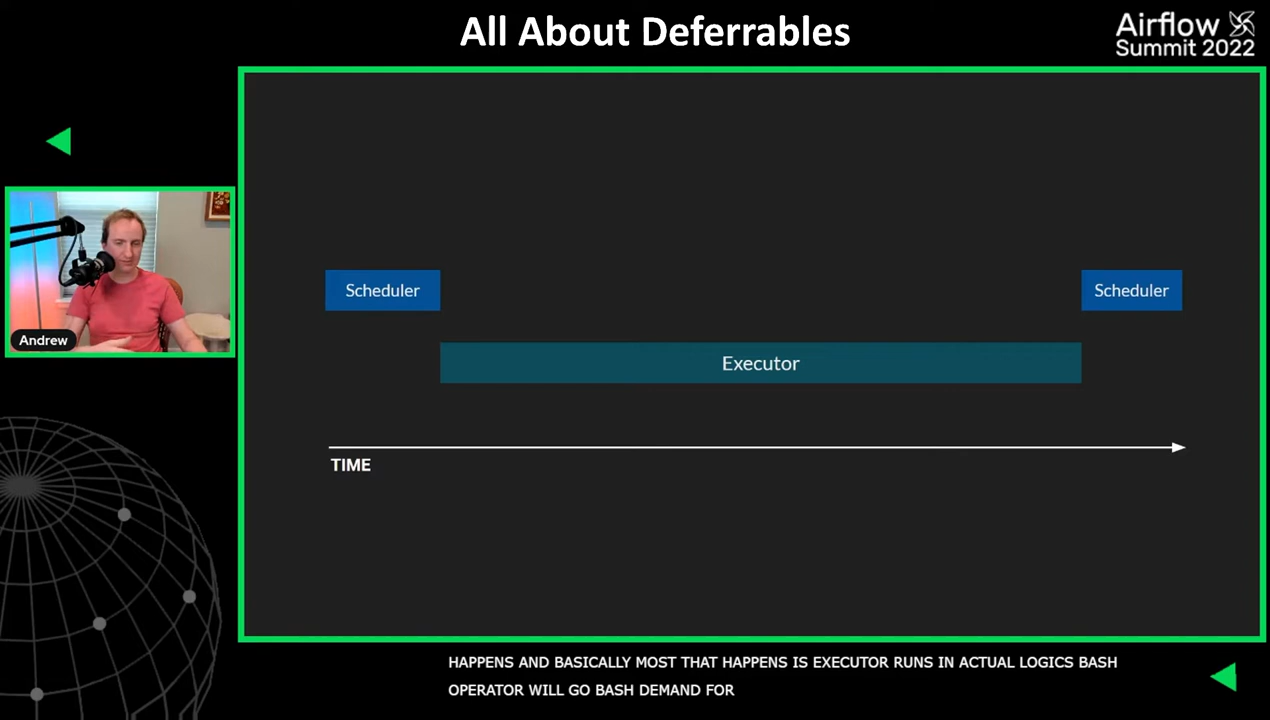 All About Deferrables
Airflow
Summit 2022
Scheduler
Scheduler
Executor
Andrew
TIME
HAPPENS AND BASICALLY MOST THAT HAPPENS IS EXECUTOR RUNS IN ACTUAL LOGICS BASH
OPERATOR WILL GO BASH DEMAND FOR